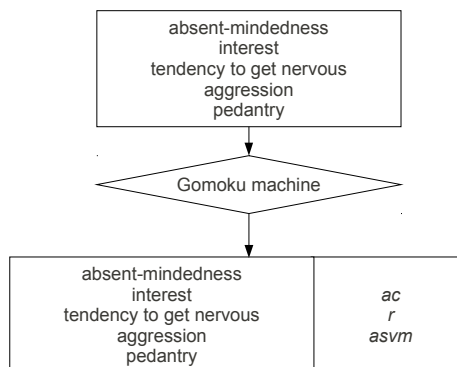 absent-mindedness
interest
tendency to get nervous
aggression
pedantry
Gomoku machine
absent-mindedness
interest
tendency to get nervous
aggression
pedantry
ac
r
asvm